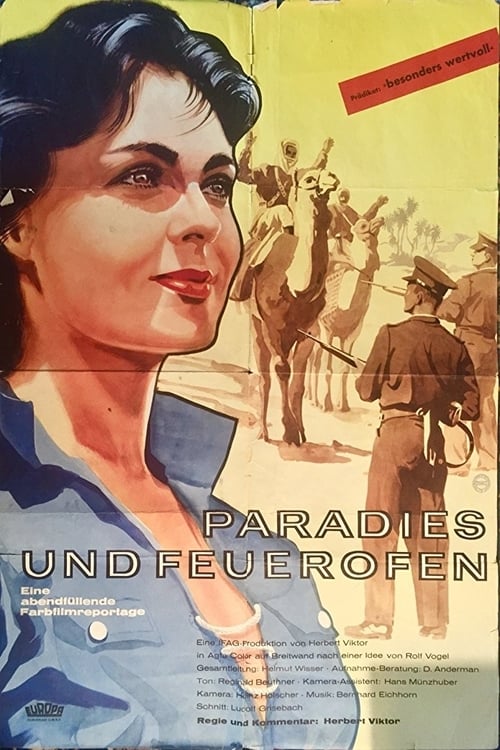 Prädikat: »besonders wertvoll«
PARADIES
UND FEUEROFEN
Eine
abendfüllende
Farbfilmreportage
Eine IFAG Produktion von Herbert Viktor
in Agfa Color auf Breitwand nach einer Idee von Rolf Vogel
Gesamtleitung: Helmut Wisser - Aufnahme-Beratung: D. Anderman
Ton: Reginald Beuthner - Kamera-Assistent: Hans Münzhuber
Kamera: Heinz Hölscher - Musik: Bernhard Eichhorn
Schnitt: Luzott Grisebach
Regie und Kommentar: Herbert Viktor
EUROPA